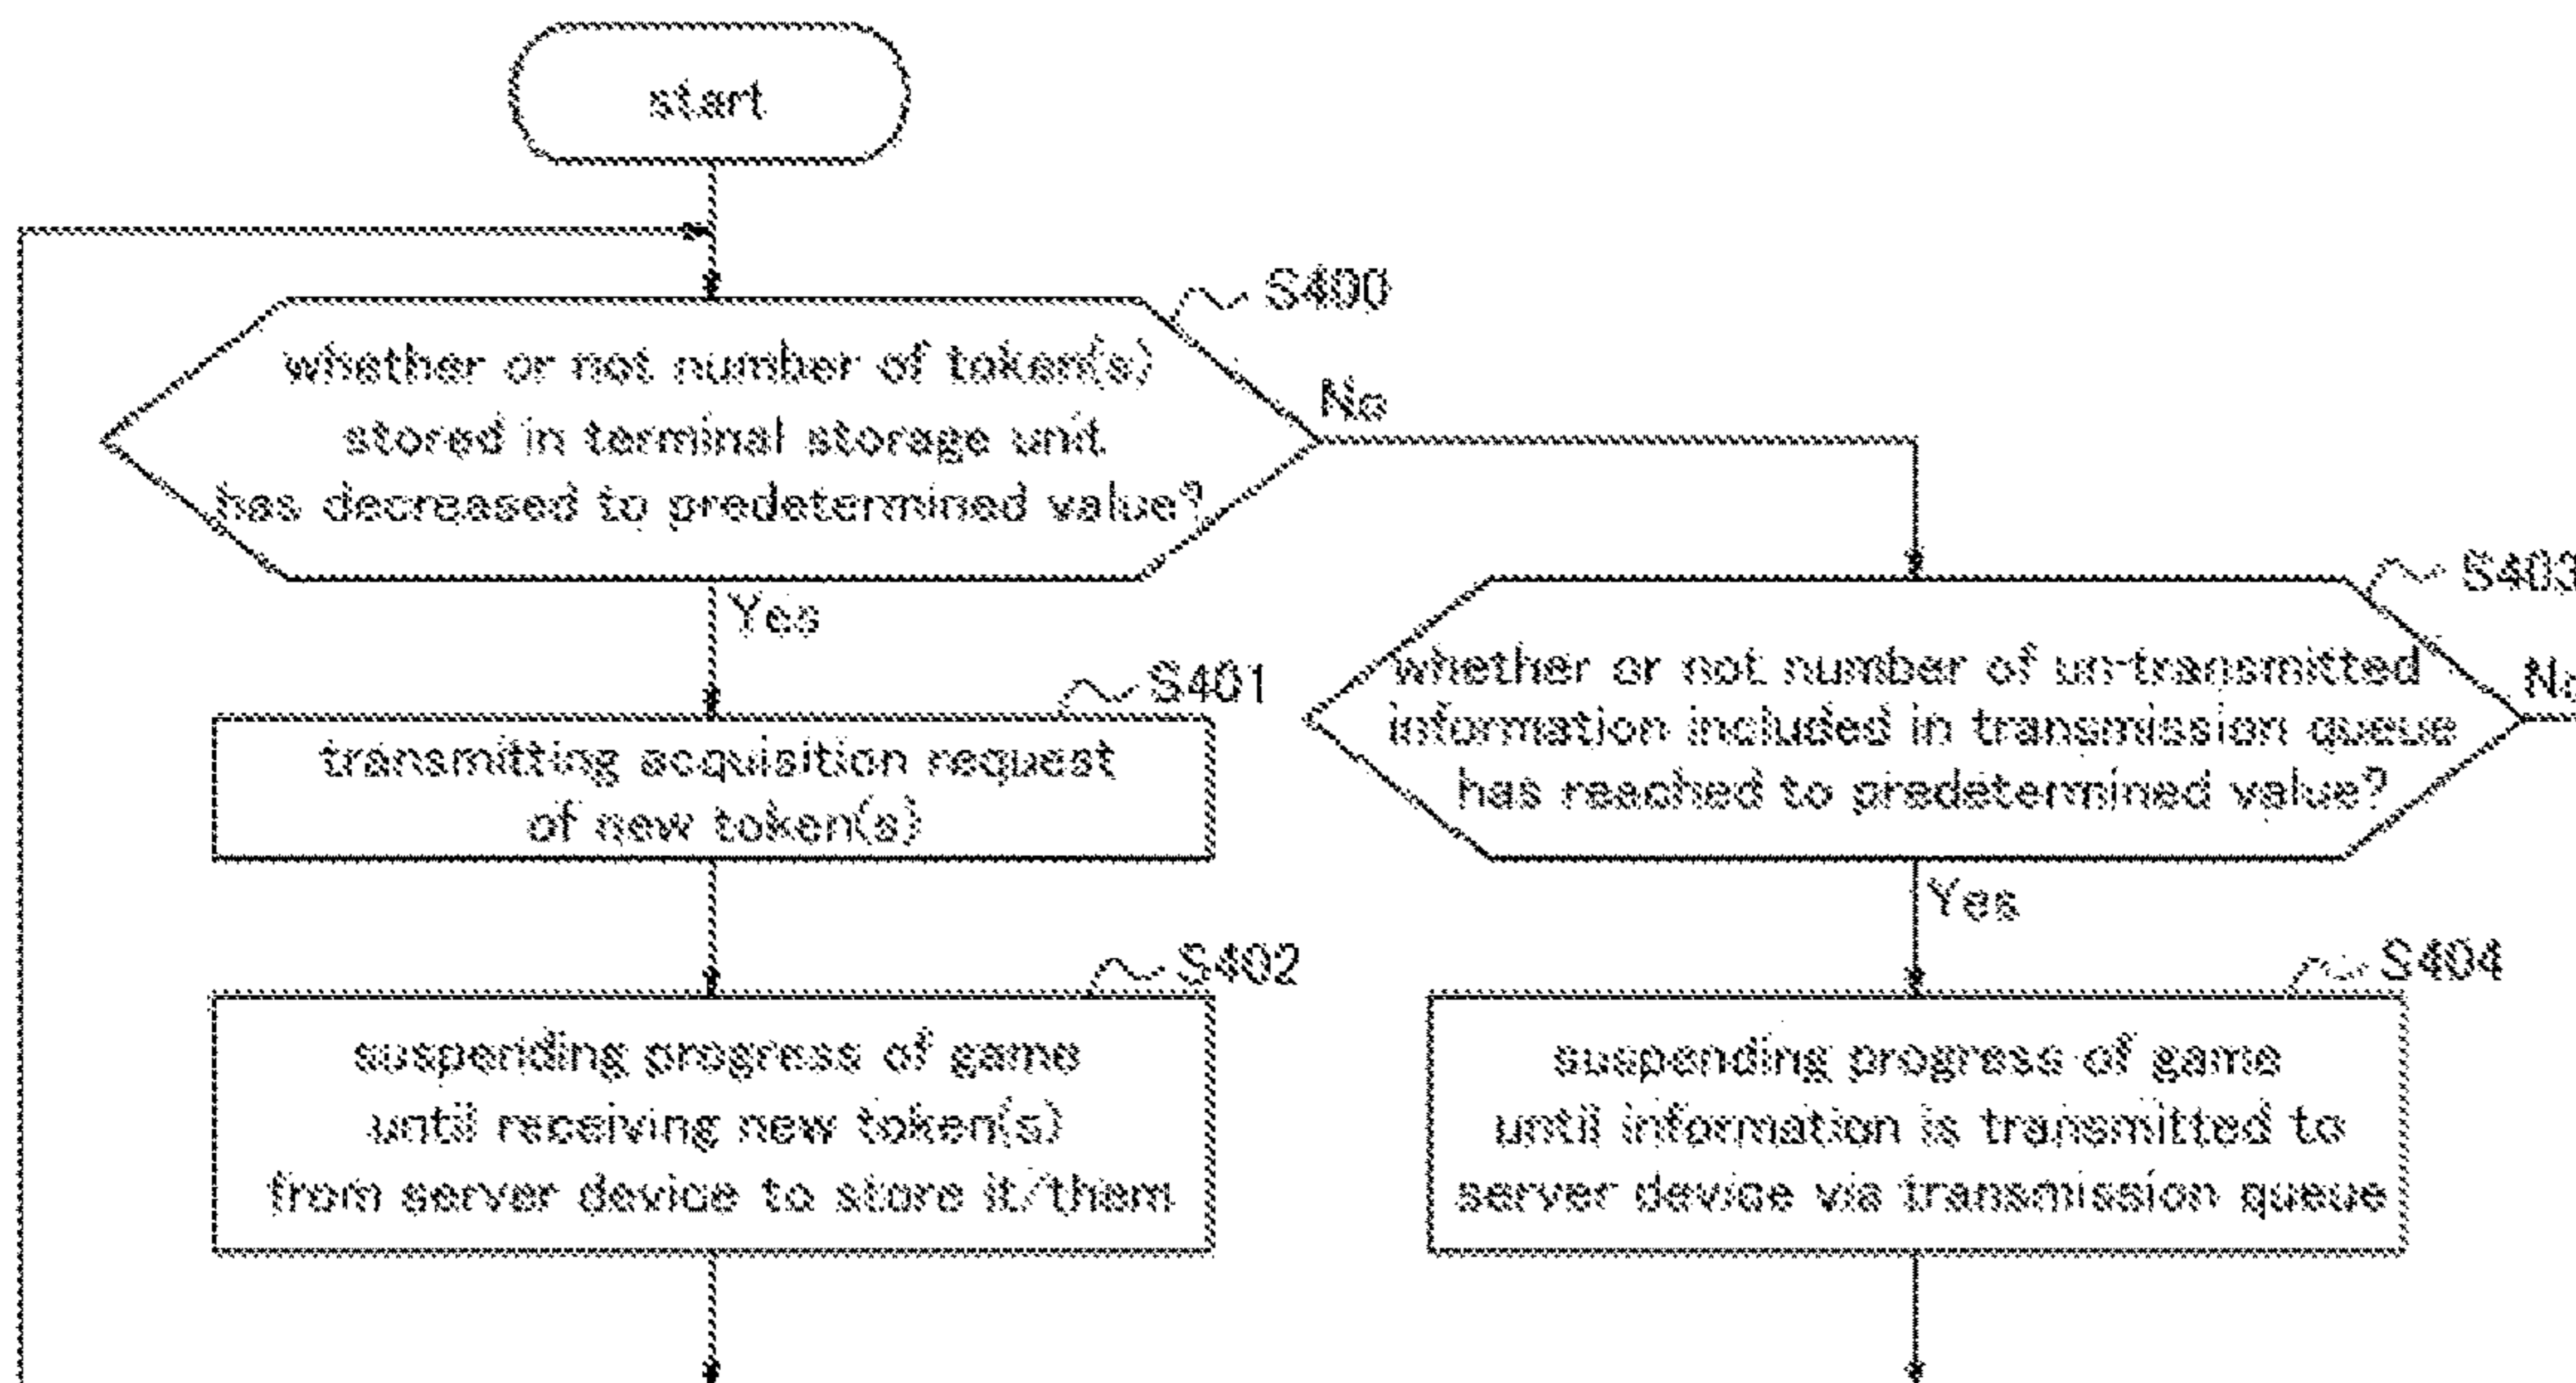 start
S400
whether or not number of token(s)
stored in terminal storage unit
has decreased to predetermined value?
No
Yes
S401
transmitting acquisition request
of new token(s)
S402
suspending progress of game
until receiving new token(s)
from server device to store it/them
S403
whether or not number of un-transmitted
information included in transmission queue
has reached to predetermined value?
No
Yes
S404
suspending progress of game
until information is transmitted to
server device via transmission queue